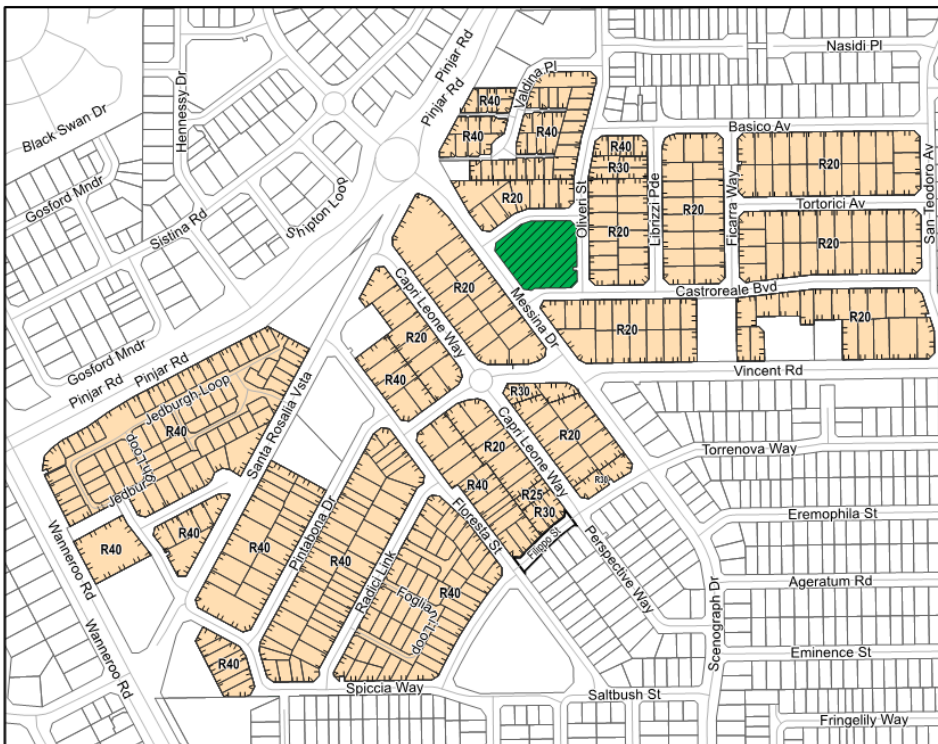 Nasidi Pl
Pinjar Rd
Pinjar Rd
Valdina Pl
Hennessy Dr
Black Swan Dr
R40
R40
R40
Basico Av
R40
R30
R20
San Teodoro Av
Gosford Mndr
Shipton Loop
Sistina Rd
R20
Oliveri St
Librizzi Pde
R20
Ficarra Way
Tortorici Av
R20
R20
Capri Leone Way
R20
Messina Dr
Castroreale Bvd
R20
R20
R20
Gosford Mndr
Pinjar Rd
Pinjar Rd
R40
Vincent Rd
Jedburgh Loop
R40
Santa Rosalia Vsta
R30
Capri Leone Way
R20
R20
Torrenova Way
R40
R25
R30
R30
Floresta St
Filippo St
Perspective Way
Eremophila St
Pintabona Dr
R40
R40
R40
R40
Wanneroo Rd
Wanneroo Rd
Radici Link
Foglia Loop
R40
Ageratum Rd
Scenograph Dr
R40
Eminence St
Spiccia Way
Saltbush St
Fringelily Way